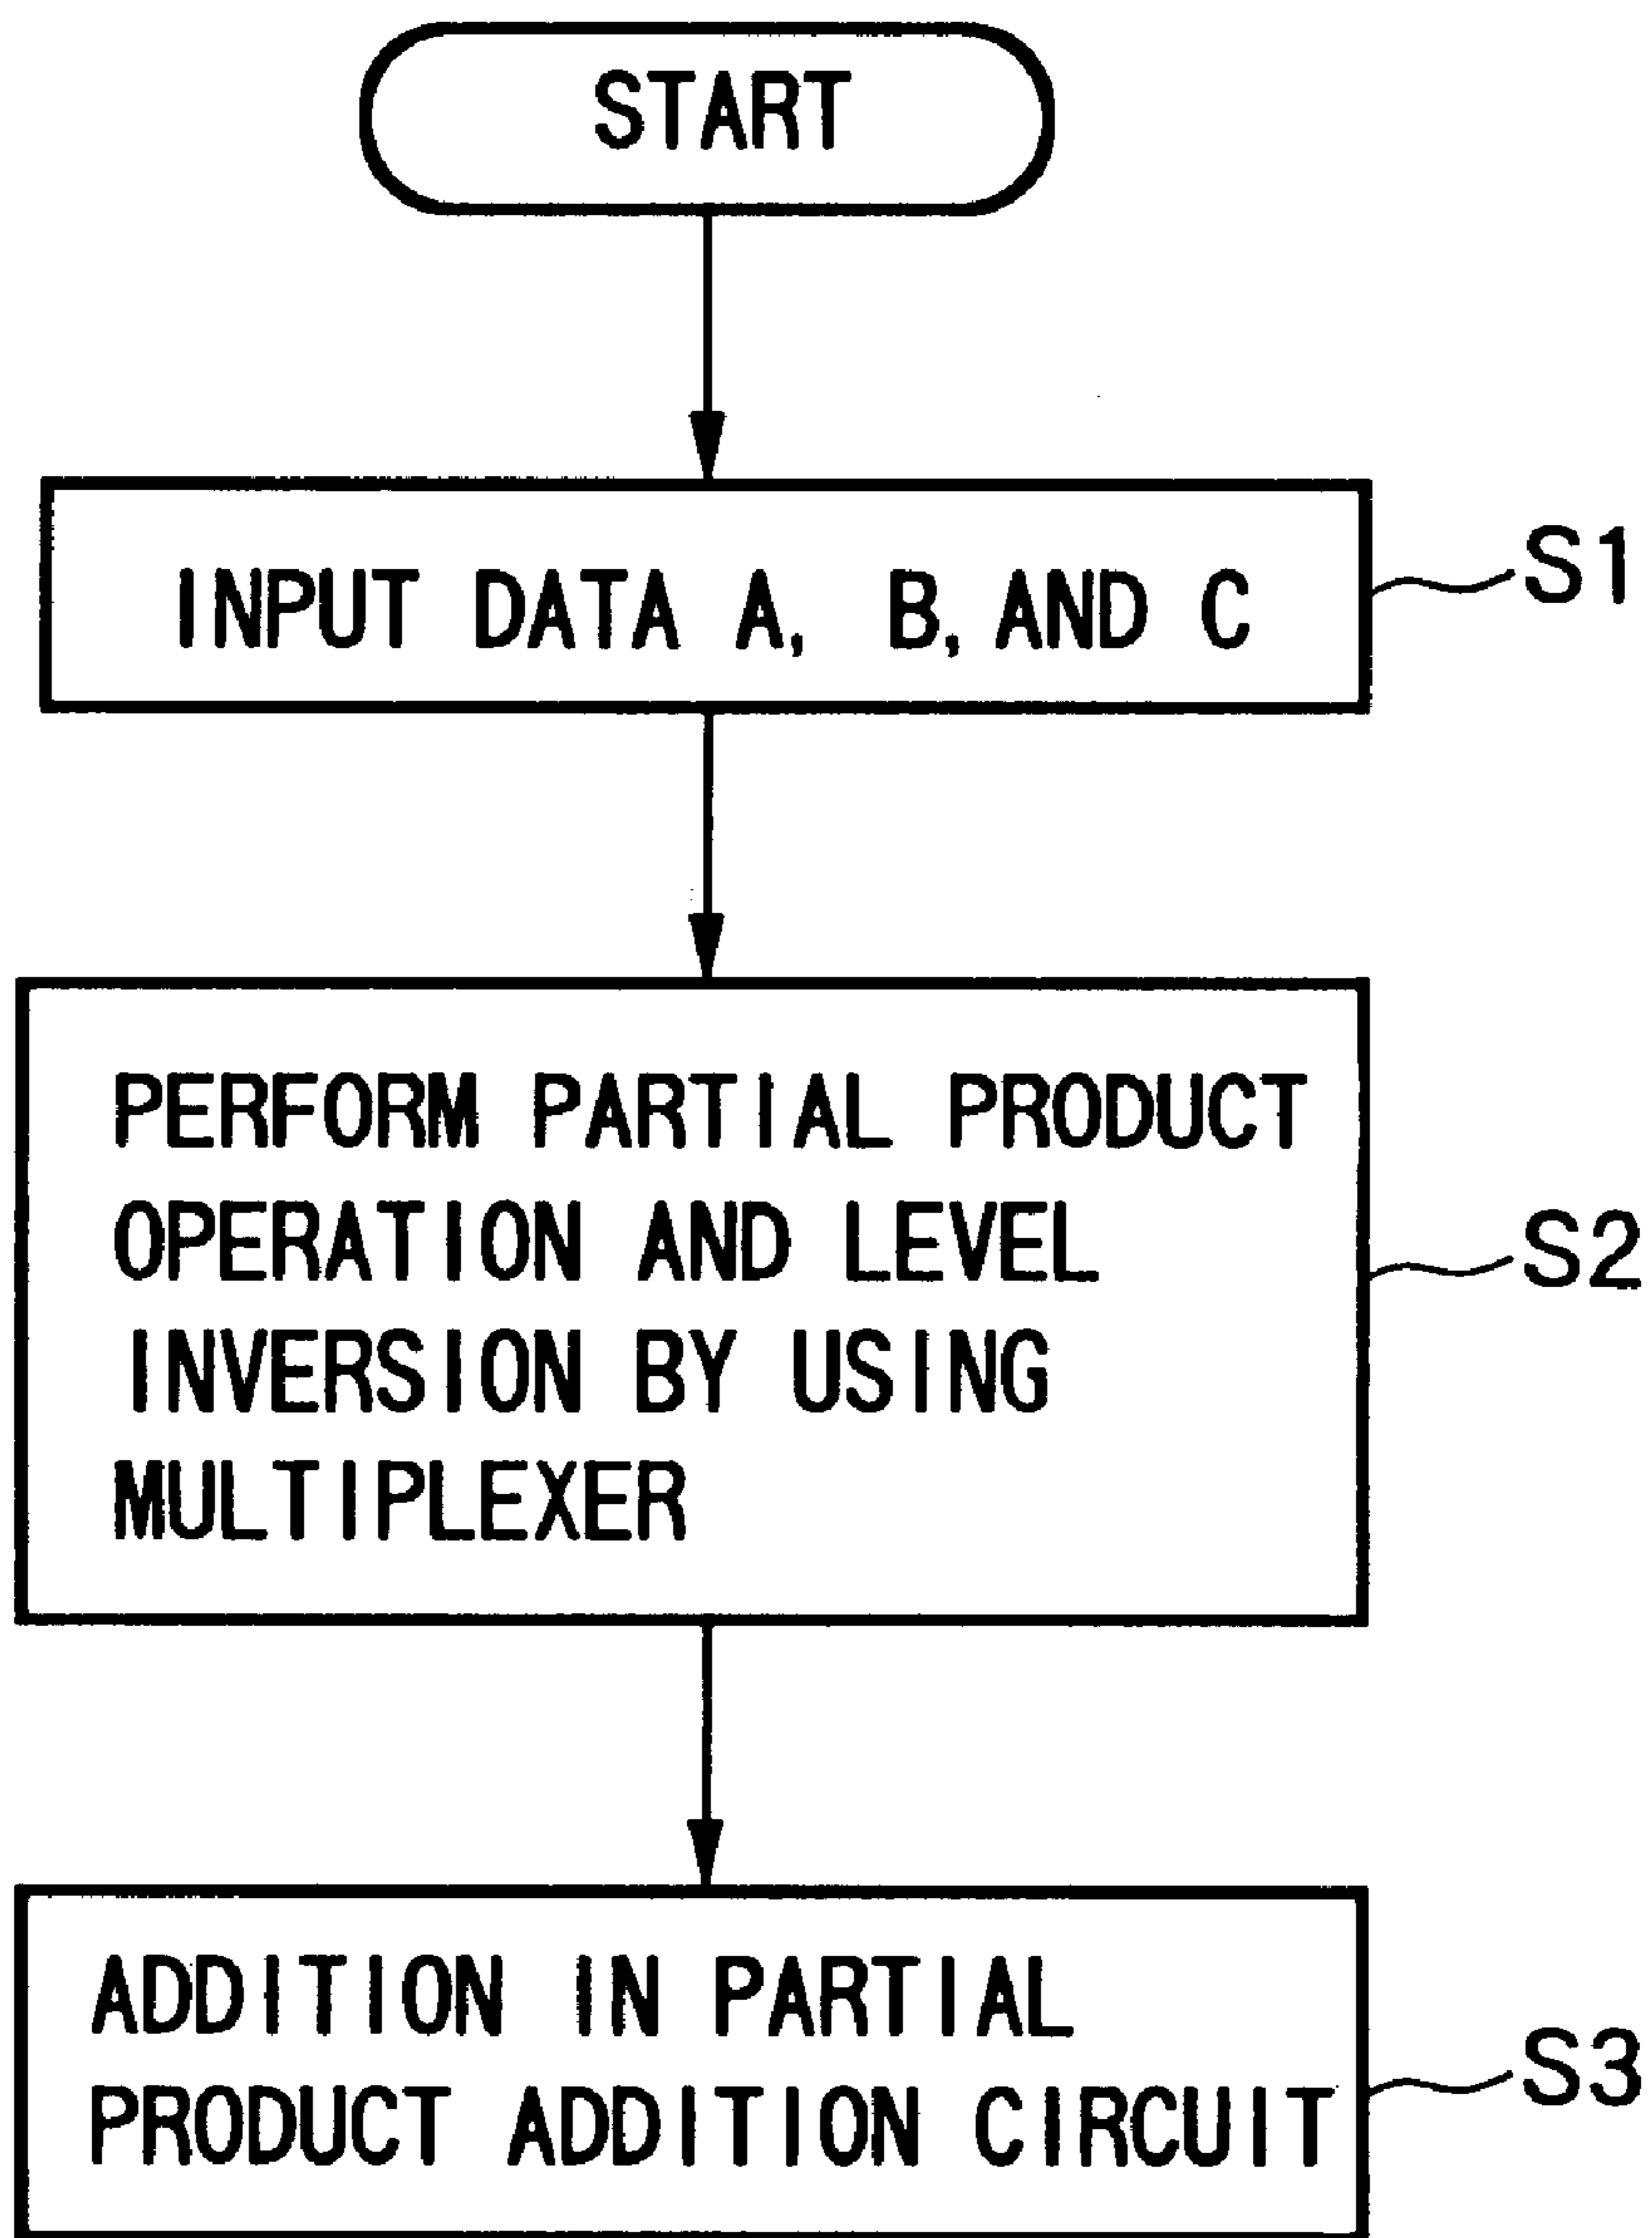 START
INPUT DATA A, B, AND C
S1
PERFORM PARTIAL PRODUCT
OPERATION AND LEVEL
INVERSION BY USING
MULTIPLEXER
S2
ADDITION IN PARTIAL
PRODUCT ADDITION CIRCUIT
S3